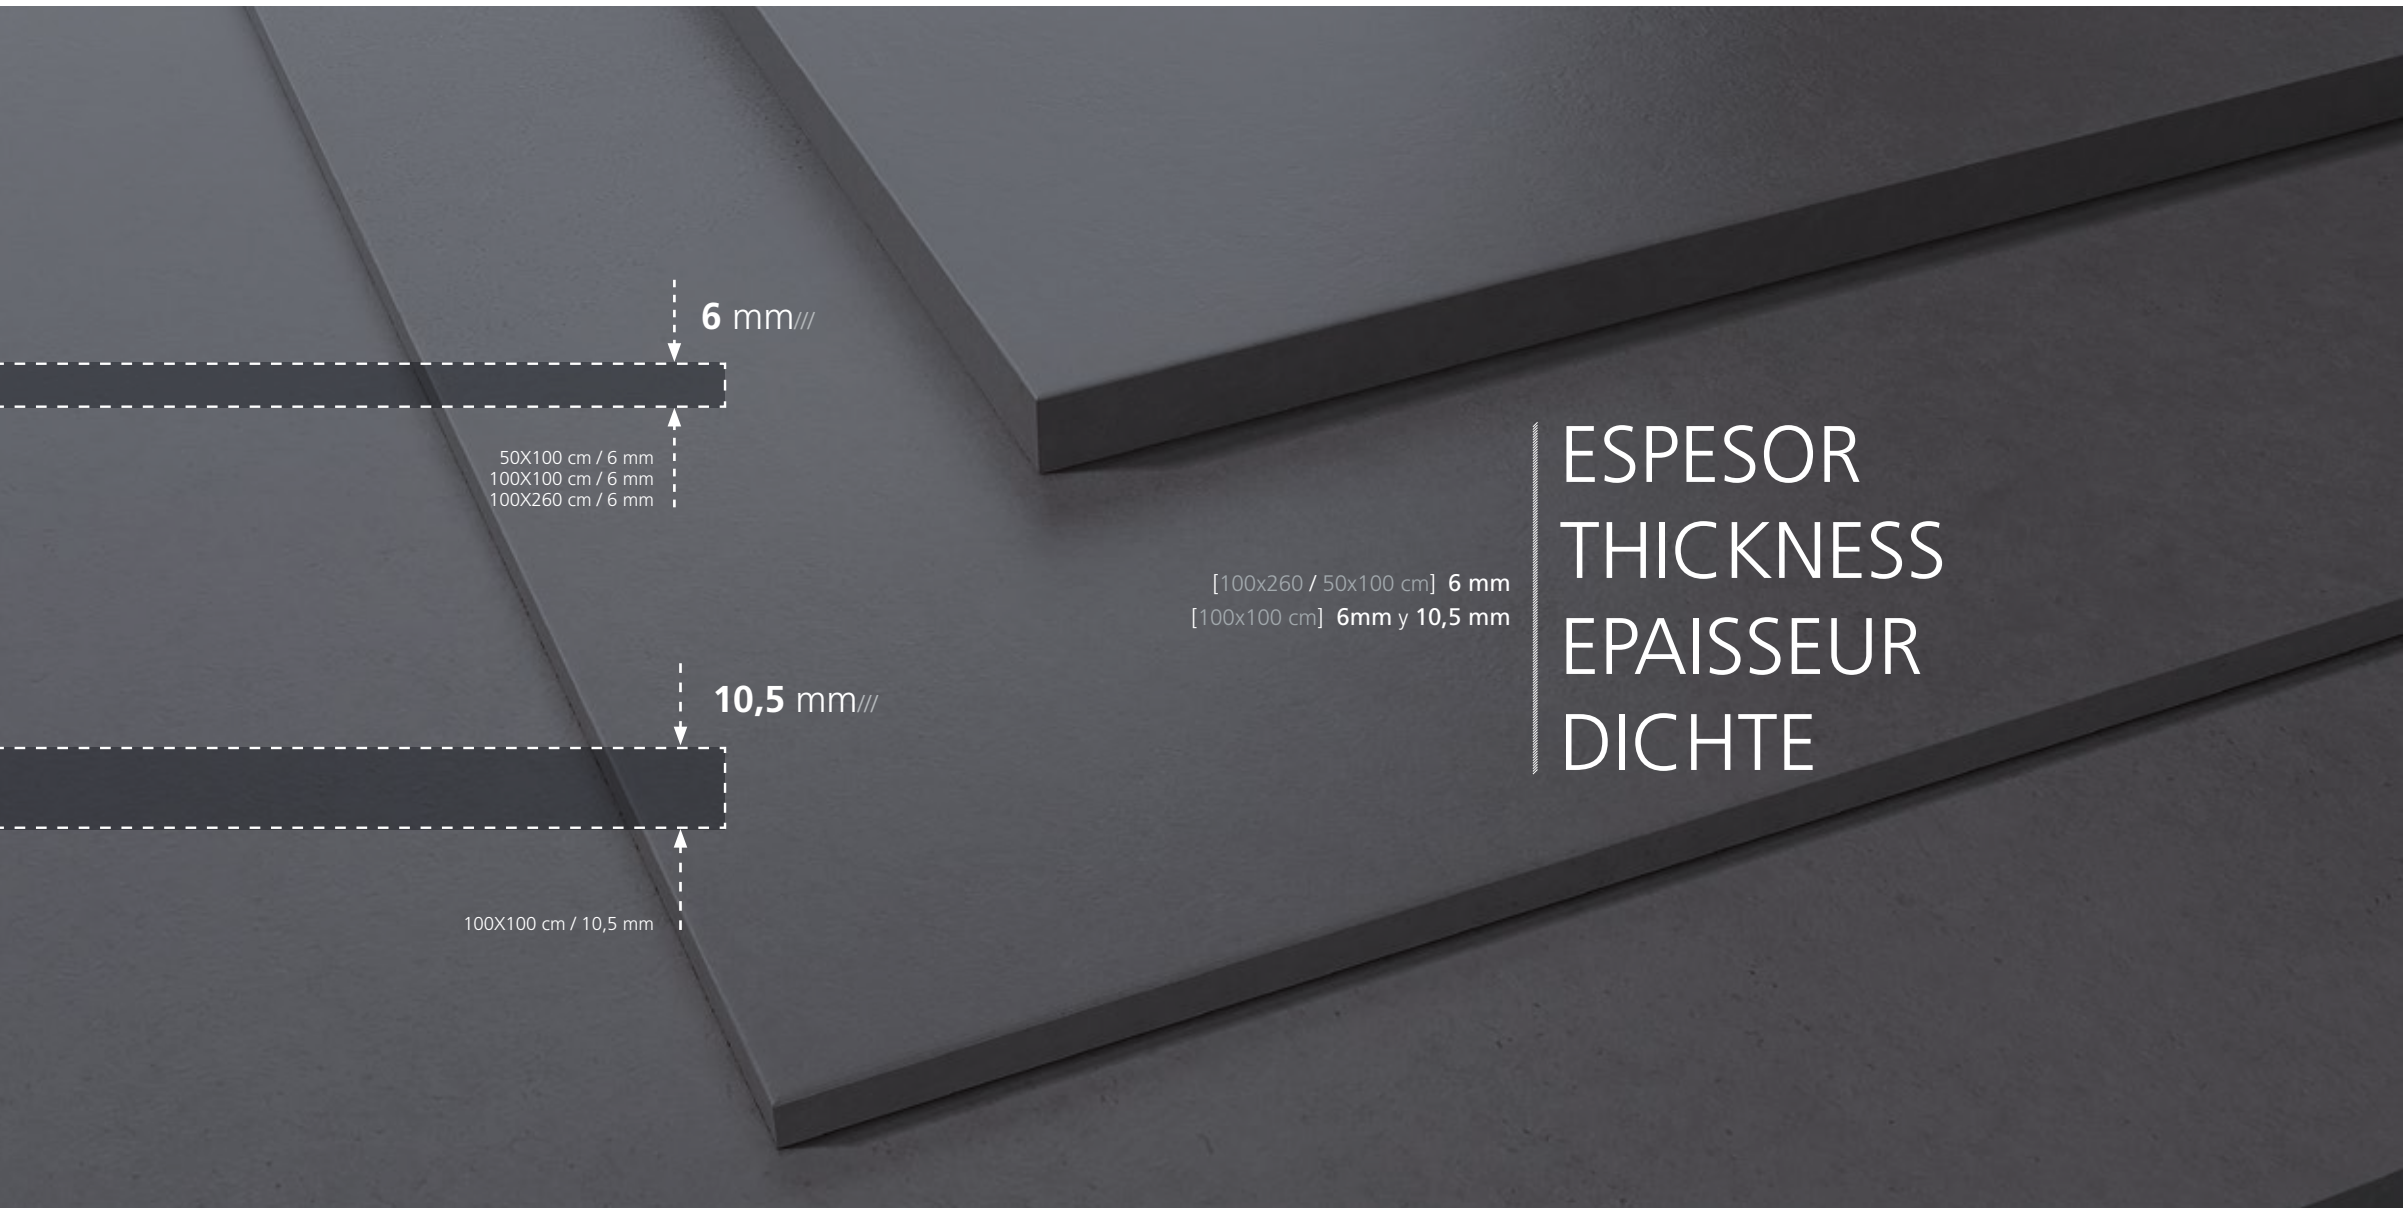 6 mm///
50X100 cm / 6 mm
100X100 cm / 6 mm
100X260 cm / 6 mm
10,5 mm///
100X100 cm / 10,5 mm
[100x260 / 50x100 cm] 6 mm
[100x100 cm] 6mm y 10,5 mm
ESPESOR
THICKNESS
EPAISSEUR
DICHTE